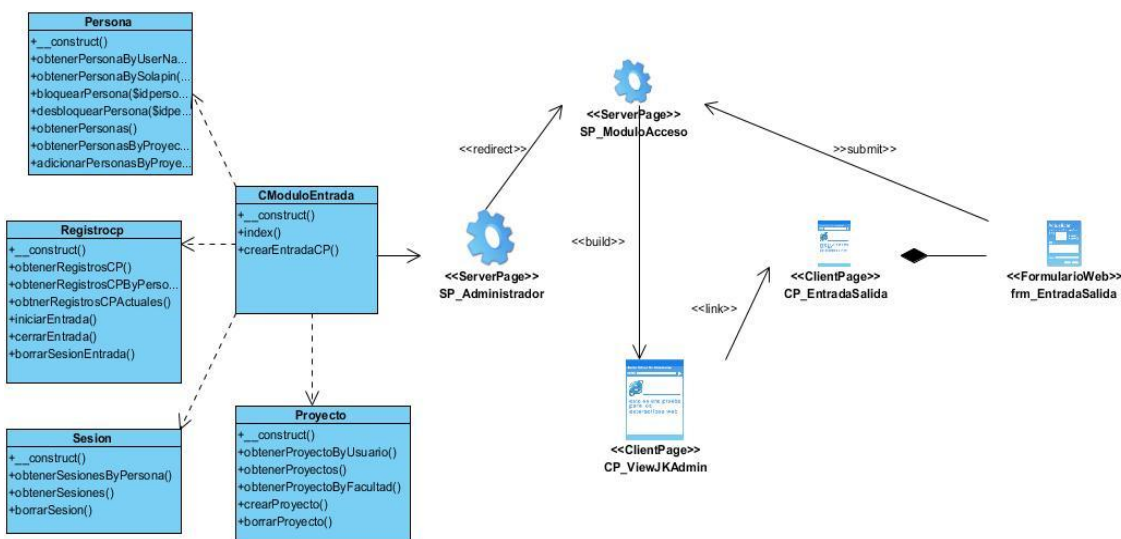 Persona
+__construct()
+obtenerPersonaByUserNa...
+obtenerPersonaBySolapin(...
+bloquearPersona($idperso...
+desbloquearPersona($idpe...
+obtenerPersonas()
+obtenerPersonasByProyec...
+adicionarPersonasByProye...
CModuloEntrada
+__construct()
+index()
+crearEntradaCP()
Registrocp
+__construct()
+obtenerRegistrosCP()
+obtenerRegistrosCPByPerso...
+obtnerRegistrosCPActuales()
+iniciarEntrada()
+cerrarEntrada()
+borrarSesionEntrada()
Sesion
+__construct()
+obtenerSesionesByPersona()
+obtenerSesiones()
+borrarSesion()
Proyecto
+__construct()
+obtenerProyectoByUsuario()
+obtenerProyectos()
+obtenerProyectoByFacultad()
+crearProyecto()
+borrarProyecto()
<<ServerPage>>
SP_Administrador
<<redirect>>
<<ServerPage>>
SP_ModuloAcceso
>>submit>>
<<build>>
<<link>>
<<ClientPage>>
CP_EntradaSalida
<<FormularioWeb>>
frm_EntradaSalida
<<ClientPage>>
CP_ViewJKAdmin